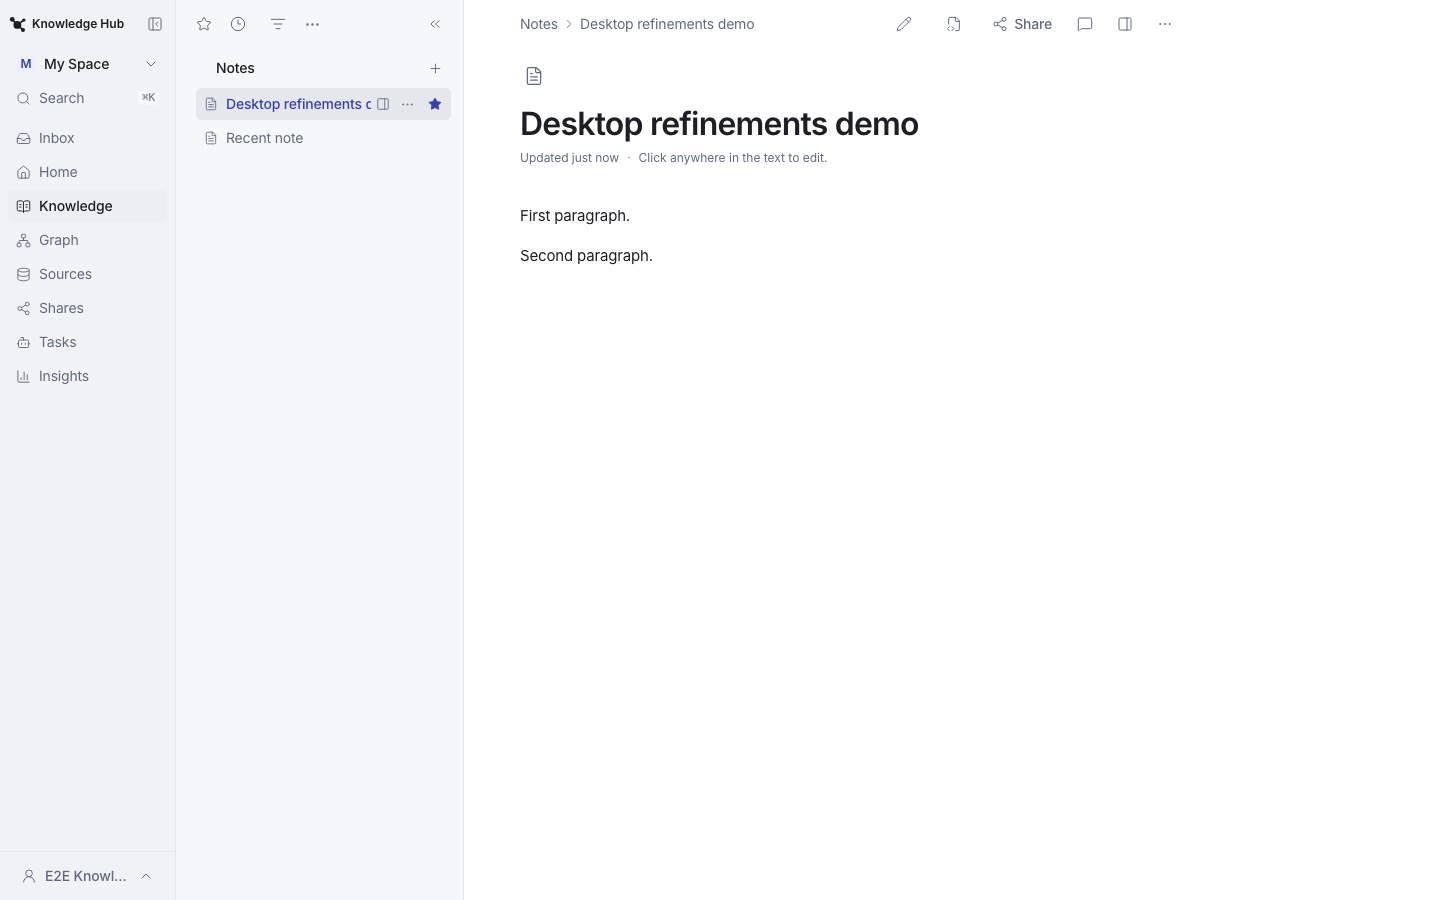 Knowledge Hub
M My Space
Search ⌘K
Inbox
Home
Knowledge
Graph
Sources
Shares
Tasks
Insights
E2E Knowl...
Notes
Desktop refinements
Recent note
Notes > Desktop refinements demo
Share
Desktop refinements demo
Updated just now · Click anywhere in the text to edit.
First paragraph.
Second paragraph.